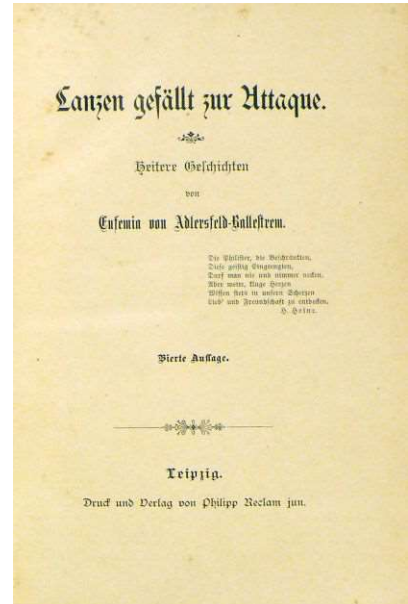 Lanzen gefällt zur Attaque.
Heitere Geschichten
von
Eufemia von Adlersfeld-Ballestrem.
Die Philister, die Beschränkten,
Diese geistig Eingeengten,
Darf man nie und nimmer necken.
Aber weite, kluge Herzen
Wissen stets in unsern Scherzen
Lieb' und Freundschaft zu entdecken.
H. Heine.
Vierte Auflage.
Leipzig.
Druck und Verlag von Philipp Reclam jun.